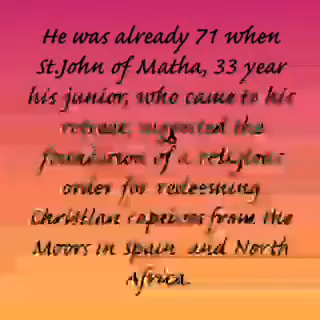 He was already 71 when
St.John of Matha, 33 year
his junior, who came to his
retreat, suggested the
foundation of a religious
order for redeeming
Christian captives from the
Moors in Spain and North
Africa.